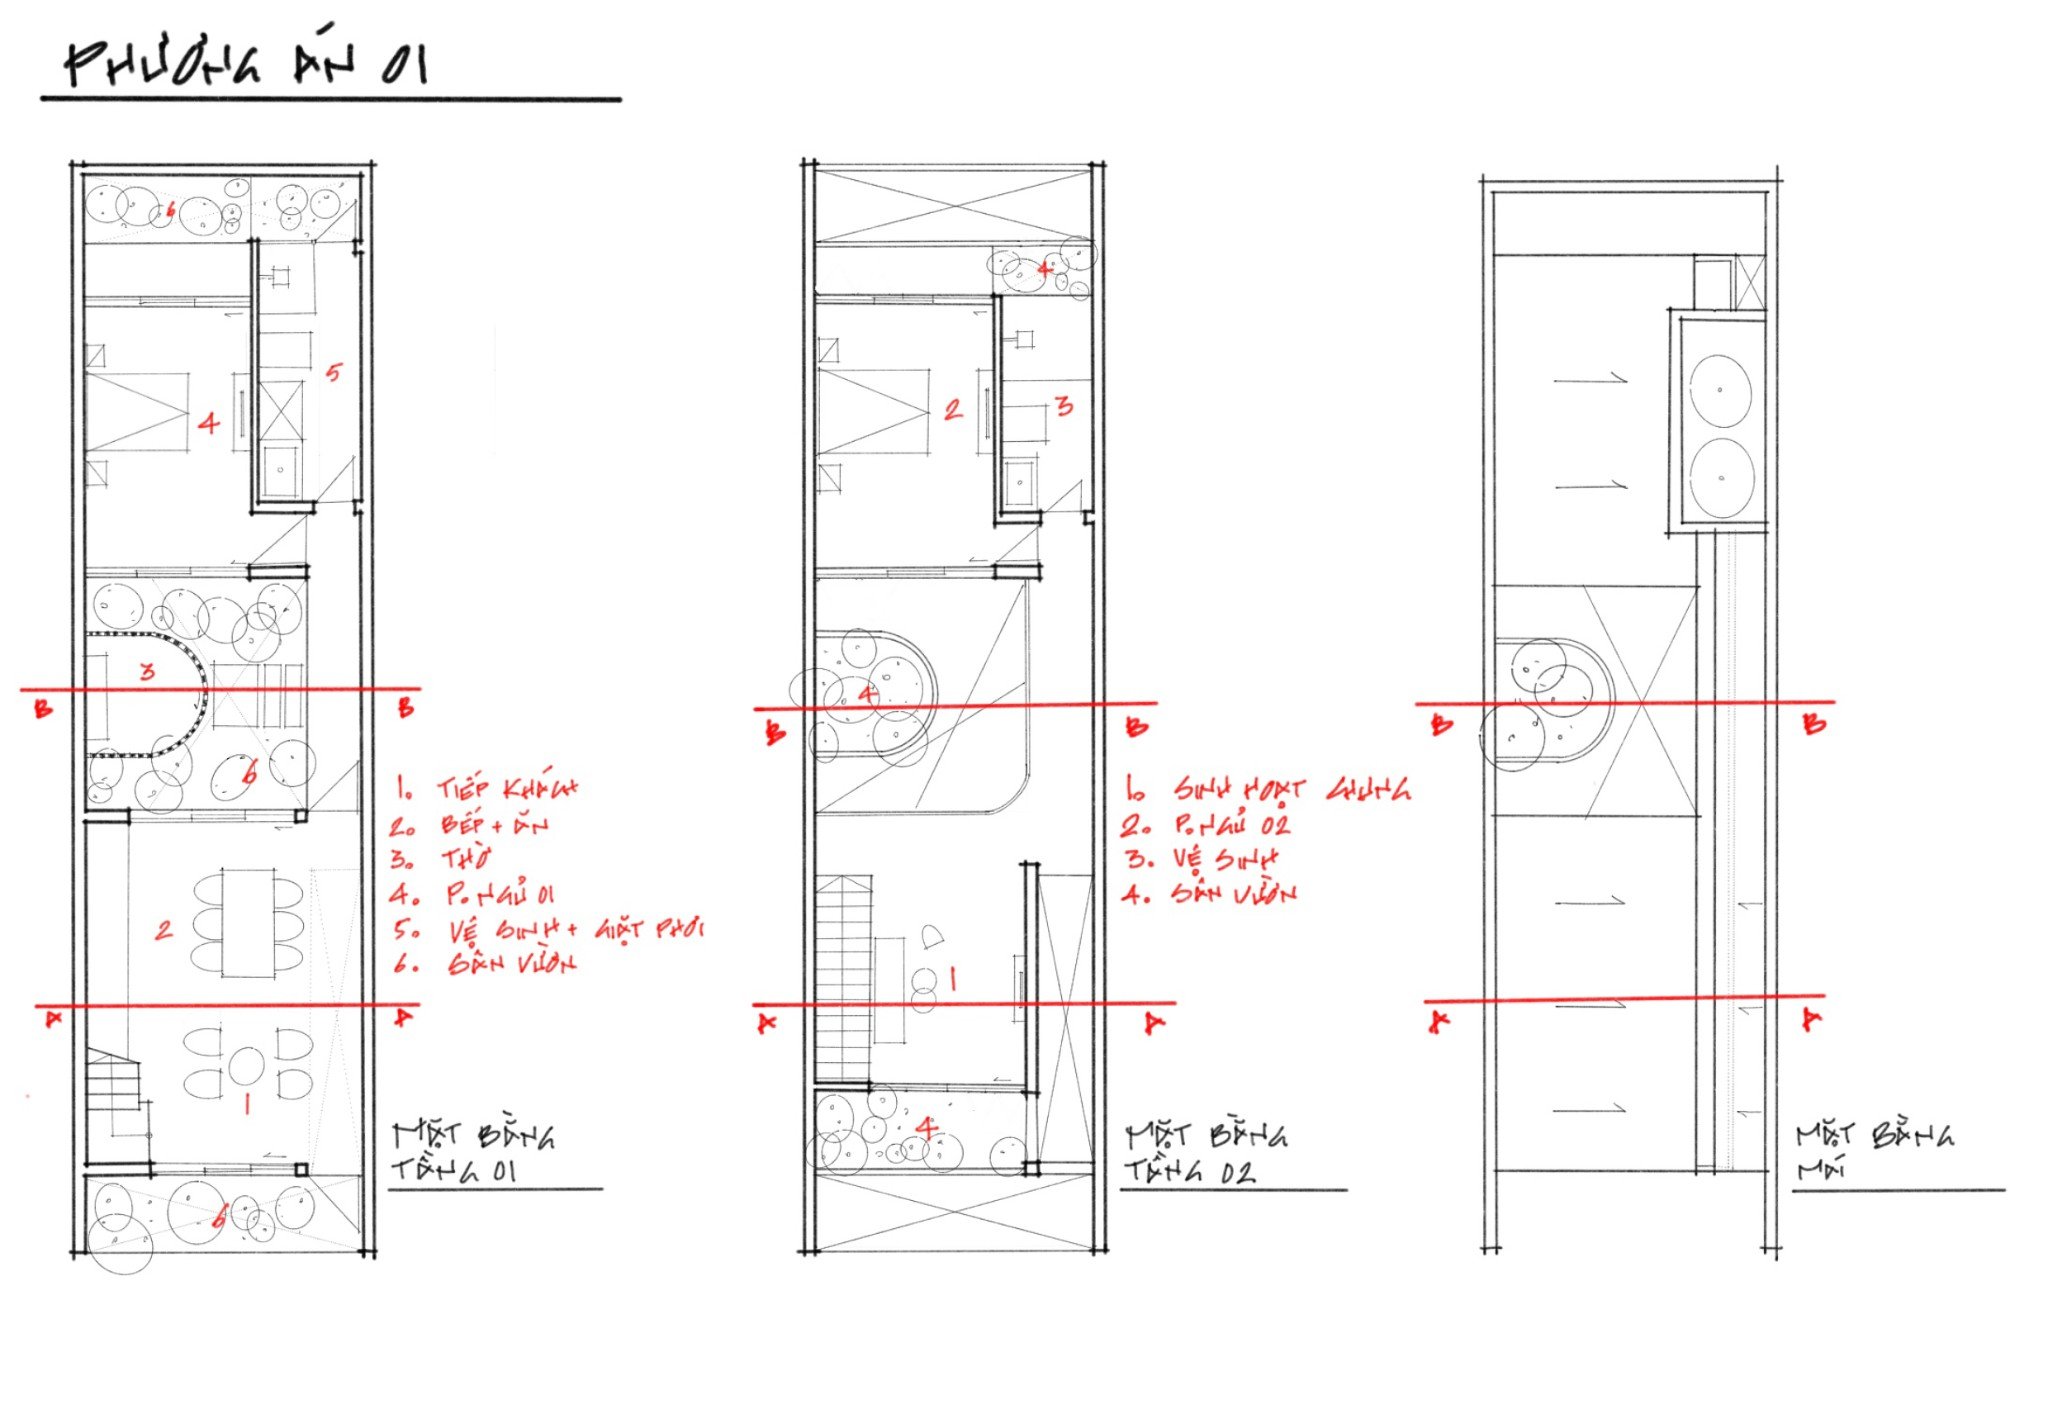 PHƯƠNG ÁN 01
6
5
4
3
B B
6
1. TIẾP KHÁCH
2. BẾP + ĂN
3. THỜ
4. P. NGỦ 01
5. VỆ SINH + GIẶT PHƠI
6. SÂN VƯỜN
2
A A
1
MẶT BẰNG
TẦNG 01
6
4
2
3
4
B B
1. SINH HOẠT CHUNG
2. P. NGỦ 02
3. VỆ SINH
4. SÂN VƯỜN
1
A A
4
MẶT BẰNG
TẦNG 02
B B
A A
MẶT BẰNG
MÁI